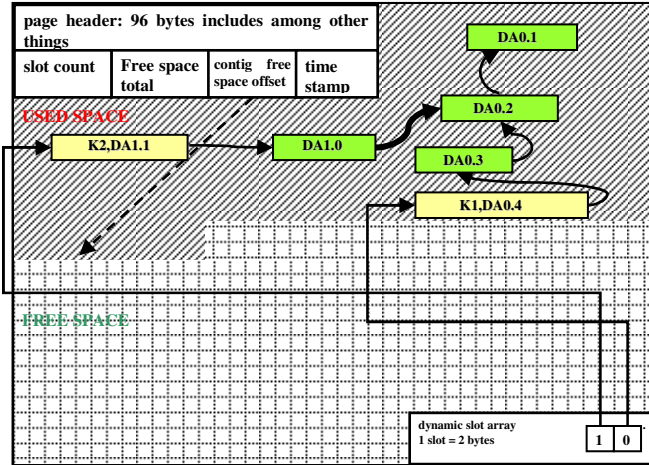 page header: 96 bytes includes among other
things
slot count
Free space
total
contig free
space offset
time
stamp
DA0.1
DA0.2
USED SPACE
K2,DA1.1
DA1.0
DA0.3
K1,DA0.4
FREE SPACE
dynamic slot array
1 slot = 2 bytes
1 0